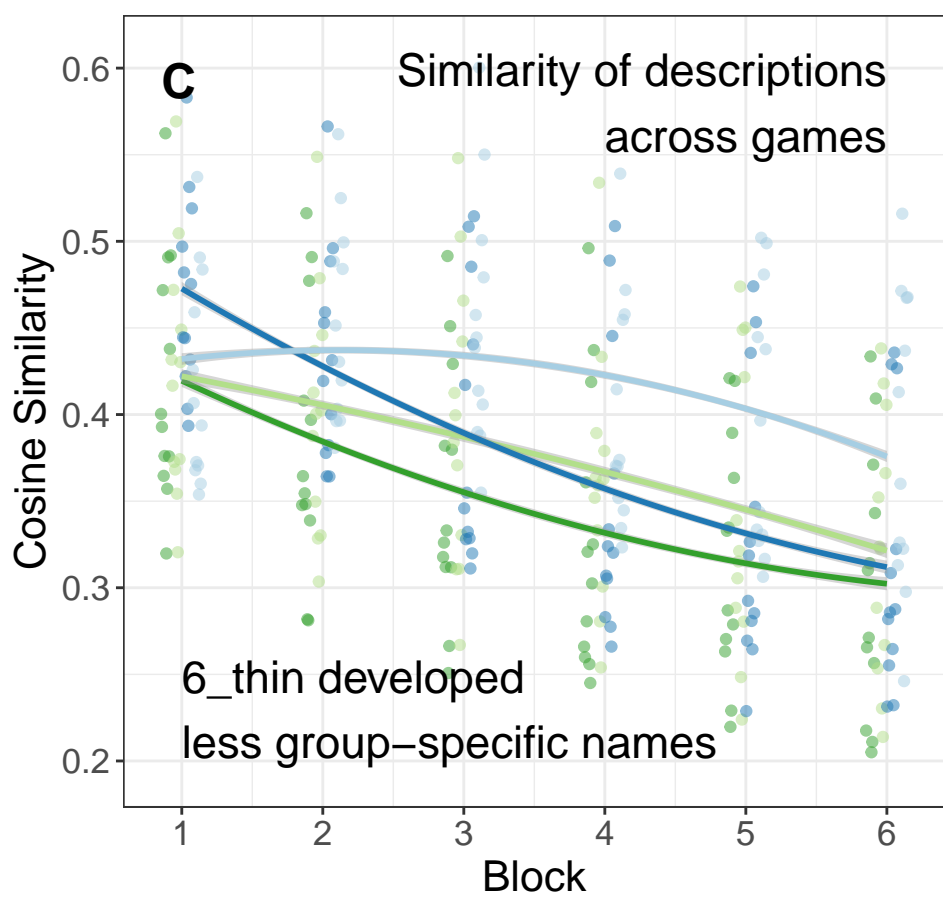 C
Similarity of descriptions
across games
0.6
0.5
0.4
0.3
0.2
Cosine Similarity
6_thin developed
less group−specific names
1 2 3 4 5 6
Block